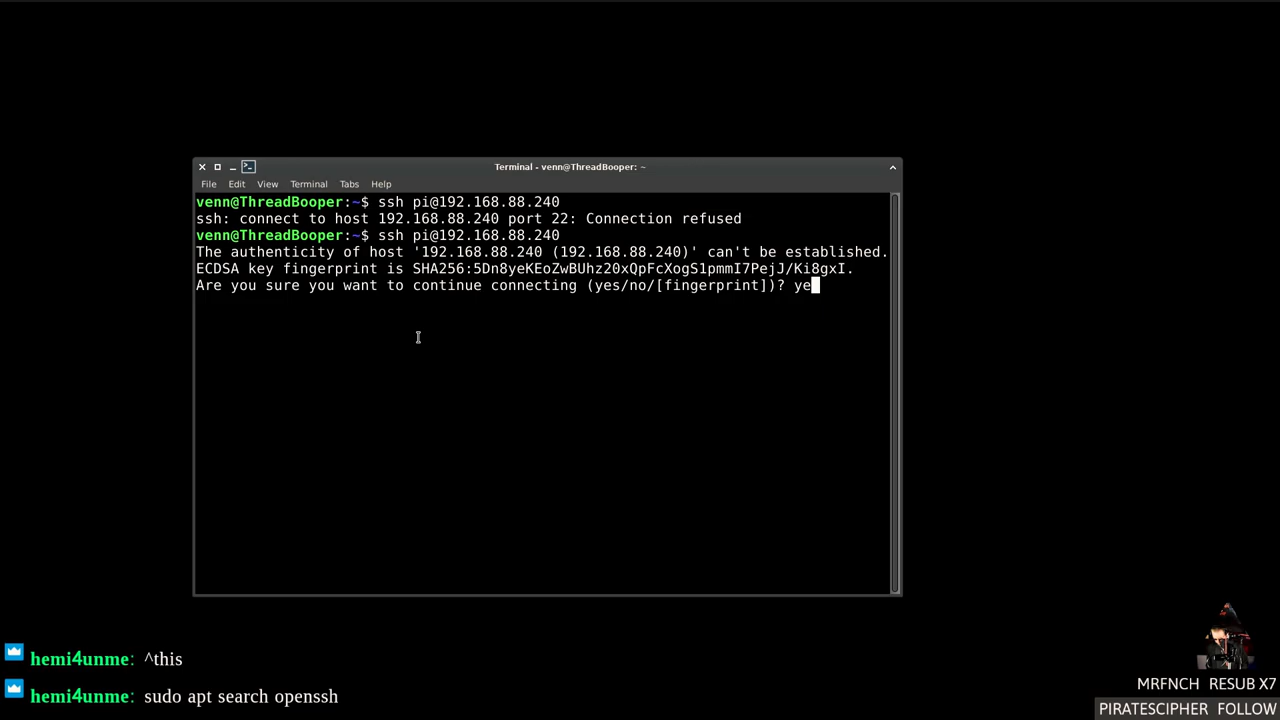 Terminal - venn@ThreadBooper: ~
File Edit View Terminal Tabs Help
venn@ThreadBooper:~$ ssh pi@192.168.88.240
ssh: connect to host 192.168.88.240 port 22: Connection refused
venn@ThreadBooper:~$ ssh pi@192.168.88.240
The authenticity of host '192.168.88.240 (192.168.88.240)' can't be established.
ECDSA key fingerprint is SHA256:5Dn8yeKEoZwBUhz20xQpFcXogS1pmmI7PejJ/Ki8gxI.
Are you sure you want to continue connecting (yes/no/[fingerprint])? ye
hemi4unme: ^this
hemi4unme: sudo apt search openssh
MRFNCH RESUB X7
PIRATESCIPHER FOLLOW